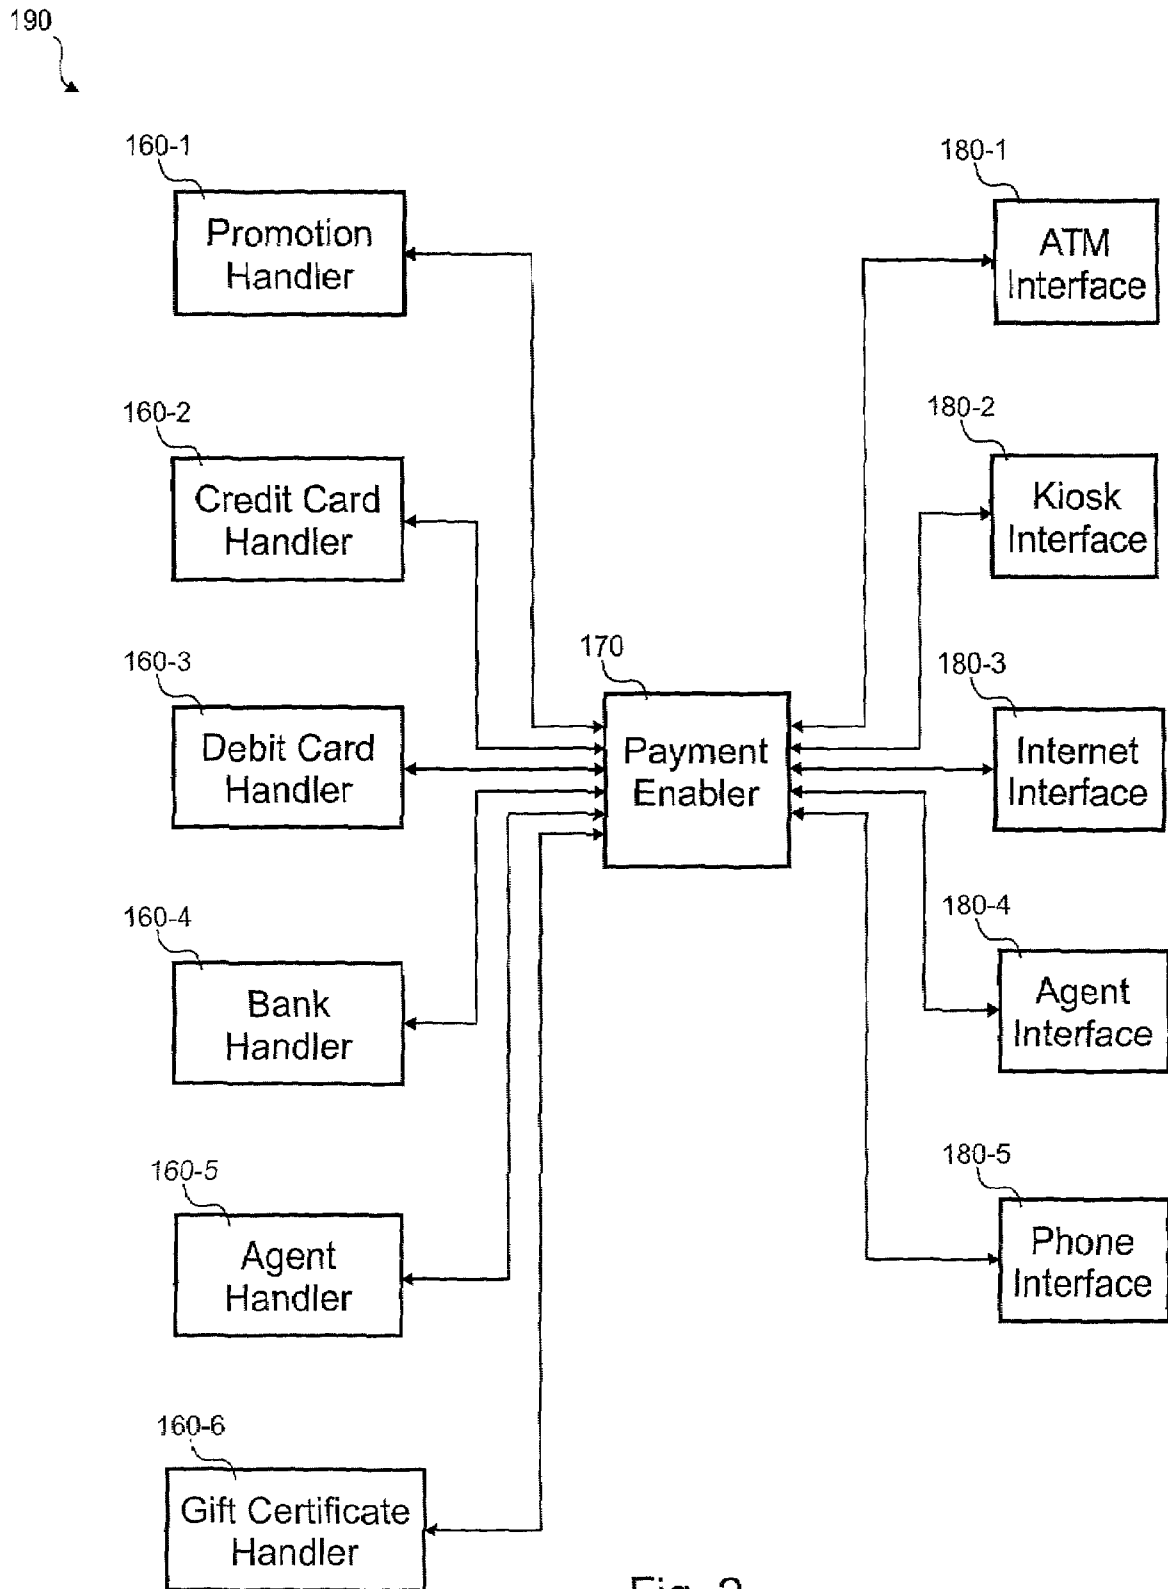 190
160-1
Promotion
Handler
180-1
ATM
Interface
160-2
Credit Card
Handler
180-2
Kiosk
Interface
160-3
Debit Card
Handler
170
Payment
Enabler
180-3
Internet
Interface
160-4
Bank
Handler
180-4
Agent
Interface
160-5
Agent
Handler
180-5
Phone
Interface
160-6
Gift Certificate
Handler